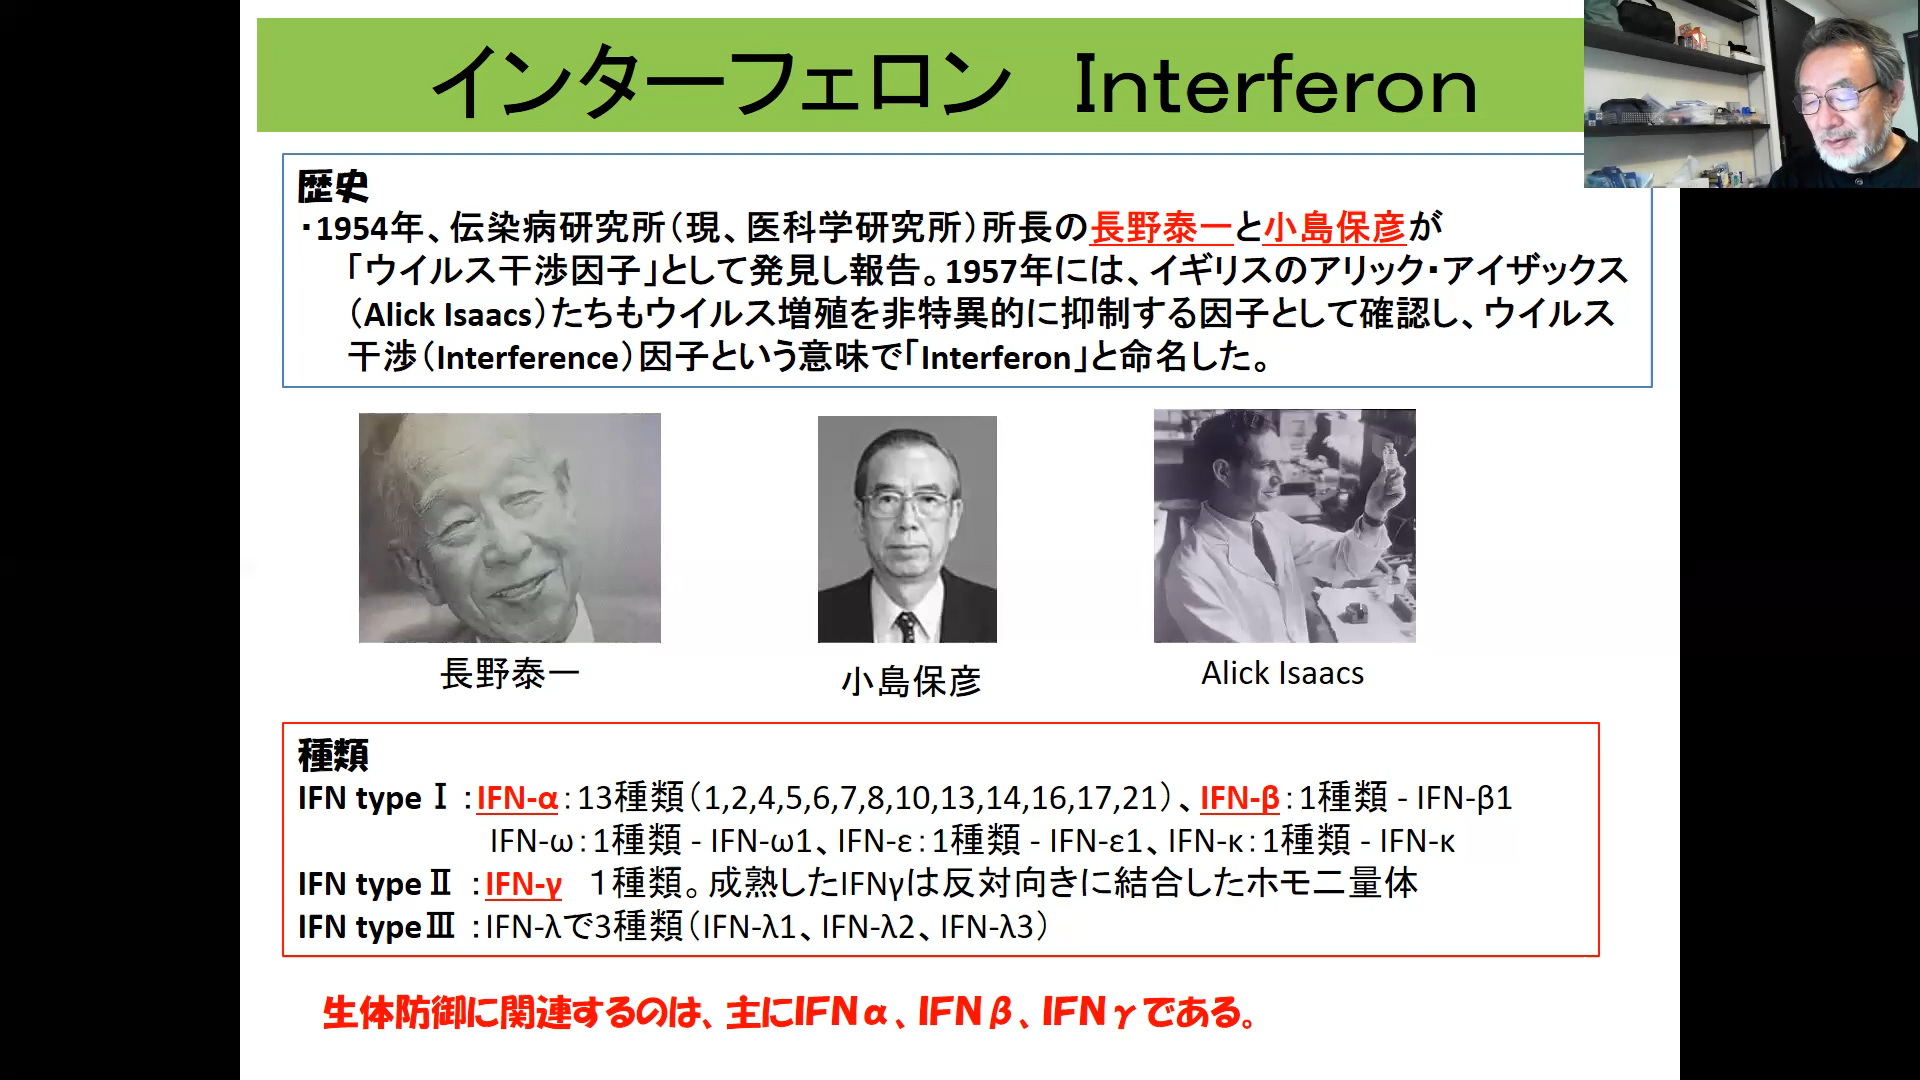 インターフェロン　Interferon
歴史
・1954年、伝染病研究所（現、医科学研究所）所長の長野泰一と小島保彦が
「ウイルス干渉因子」として発見し報告。1957年には、イギリスのアリック・アイザックス
（Alick Isaacs）たちもウイルス増殖を非特異的に抑制する因子として確認し、ウイルス
干渉（Interference）因子という意味で「Interferon」と命名した。
長野泰一
小島保彦
Alick Isaacs
種類
IFN type Ⅰ：IFN-α：13種類（1,2,4,5,6,7,8,10,13,14,16,17,21）、IFN-β：1種類 - IFN-β1
IFN-ω：1種類 - IFN-ω1、IFN-ε：1種類 - IFN-ε1、IFN-κ：1種類 - IFN-κ
IFN type Ⅱ ：IFN-γ　１種類。成熟したIFNγは反対向きに結合したホモ二量体
IFN type Ⅲ ：IFN-λで3種類（IFN-λ1、IFN-λ2、IFN-λ3）
生体防御に関連するのは、主にIFNα、IFNβ、IFNγである。